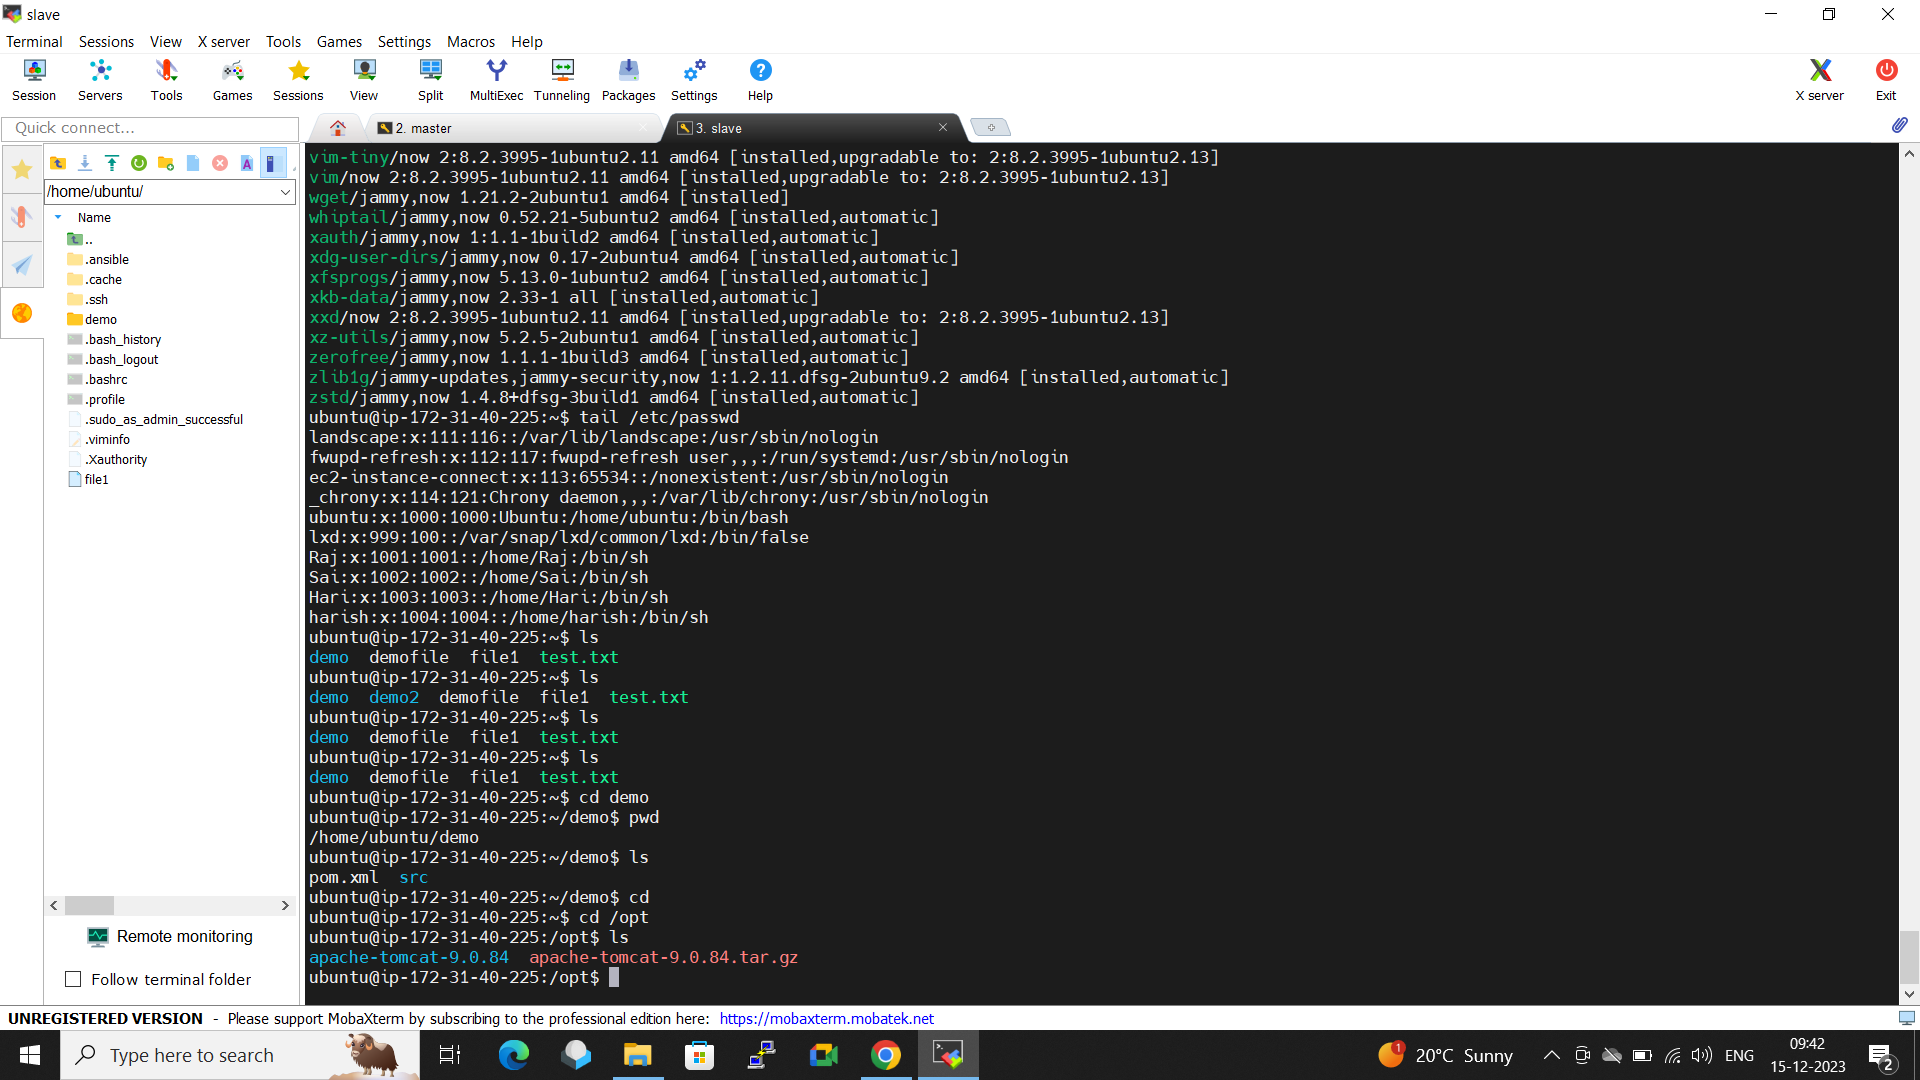 slave
Terminal Sessions View X server Tools Games Settings Macros Help
Session Servers Tools Games Sessions View Split MultiExec Tunneling Packages Settings Help X server Exit
Quick connect...
2. master
3. slave
/home/ubuntu/
Name
..
.ansible
.cache
.ssh
demo
.bash_history
.bash_logout
.bashrc
.profile
.sudo_as_admin_successful
.viminfo
.Xauthority
file1
Remote monitoring
Follow terminal folder
vim-tiny/now 2:8.2.3995-1ubuntu2.11 amd64 [installed,upgradable to: 2:8.2.3995-1ubuntu2.13]
vim/now 2:8.2.3995-1ubuntu2.11 amd64 [installed,upgradable to: 2:8.2.3995-1ubuntu2.13]
wget/jammy,now 1.21.2-2ubuntu1 amd64 [installed]
whiptail/jammy,now 0.52.21-5ubuntu2 amd64 [installed,automatic]
xauth/jammy,now 1:1.1-1build2 amd64 [installed,automatic]
xdg-user-dirs/jammy,now 0.17-2ubuntu4 amd64 [installed,automatic]
xfsprogs/jammy,now 5.13.0-1ubuntu2 amd64 [installed,automatic]
xkb-data/jammy,now 2.33-1 all [installed,automatic]
xxd/now 2:8.2.3995-1ubuntu2.11 amd64 [installed,upgradable to: 2:8.2.3995-1ubuntu2.13]
xz-utils/jammy,now 5.2.5-2ubuntu1 amd64 [installed,automatic]
zerofree/jammy,now 1.1.1-1build3 amd64 [installed,automatic]
zlib1g/jammy-updates,jammy-security,now 1:1.2.11.dfsg-2ubuntu9.2 amd64 [installed,automatic]
zstd/jammy,now 1.4.8+dfsg-3build1 amd64 [installed,automatic]
ubuntu@ip-172-31-40-225:~$ tail /etc/passwd
landscape:x:111:116::/var/lib/landscape:/usr/sbin/nologin
fwupd-refresh:x:112:117:fwupd-refresh user,,,:/run/systemd:/usr/sbin/nologin
ec2-instance-connect:x:113:65534::/nonexistent:/usr/sbin/nologin
_chrony:x:114:121:Chrony daemon,,,:/var/lib/chrony:/usr/sbin/nologin
ubuntu:x:1000:1000:Ubuntu:/home/ubuntu:/bin/bash
lxd:x:999:100::/var/snap/lxd/common/lxd:/bin/false
Raj:x:1001:1001::/home/Raj:/bin/sh
Sai:x:1002:1002::/home/Sai:/bin/sh
Hari:x:1003:1003::/home/Hari:/bin/sh
harish:x:1004:1004::/home/harish:/bin/sh
ubuntu@ip-172-31-40-225:~$ ls
demo demofile file1 test.txt
ubuntu@ip-172-31-40-225:~$ ls
demo demo2 demofile file1 test.txt
ubuntu@ip-172-31-40-225:~$ ls
demo demofile file1 test.txt
ubuntu@ip-172-31-40-225:~$ ls
demo demofile file1 test.txt
ubuntu@ip-172-31-40-225:~$ cd demo
ubuntu@ip-172-31-40-225:~/demo$ pwd
/home/ubuntu/demo
ubuntu@ip-172-31-40-225:~/demo$ ls
pom.xml src
ubuntu@ip-172-31-40-225:~/demo$ cd
ubuntu@ip-172-31-40-225:~$ cd /opt
ubuntu@ip-172-31-40-225:/opt$ ls
apache-tomcat-9.0.84 apache-tomcat-9.0.84.tar.gz
ubuntu@ip-172-31-40-225:/opt$
UNREGISTERED VERSION - Please support MobaXterm by subscribing to the professional edition here: https://mobaxterm.mobatek.net
Type here to search
1
20°C Sunny
ENG
09:42
15-12-2023
2